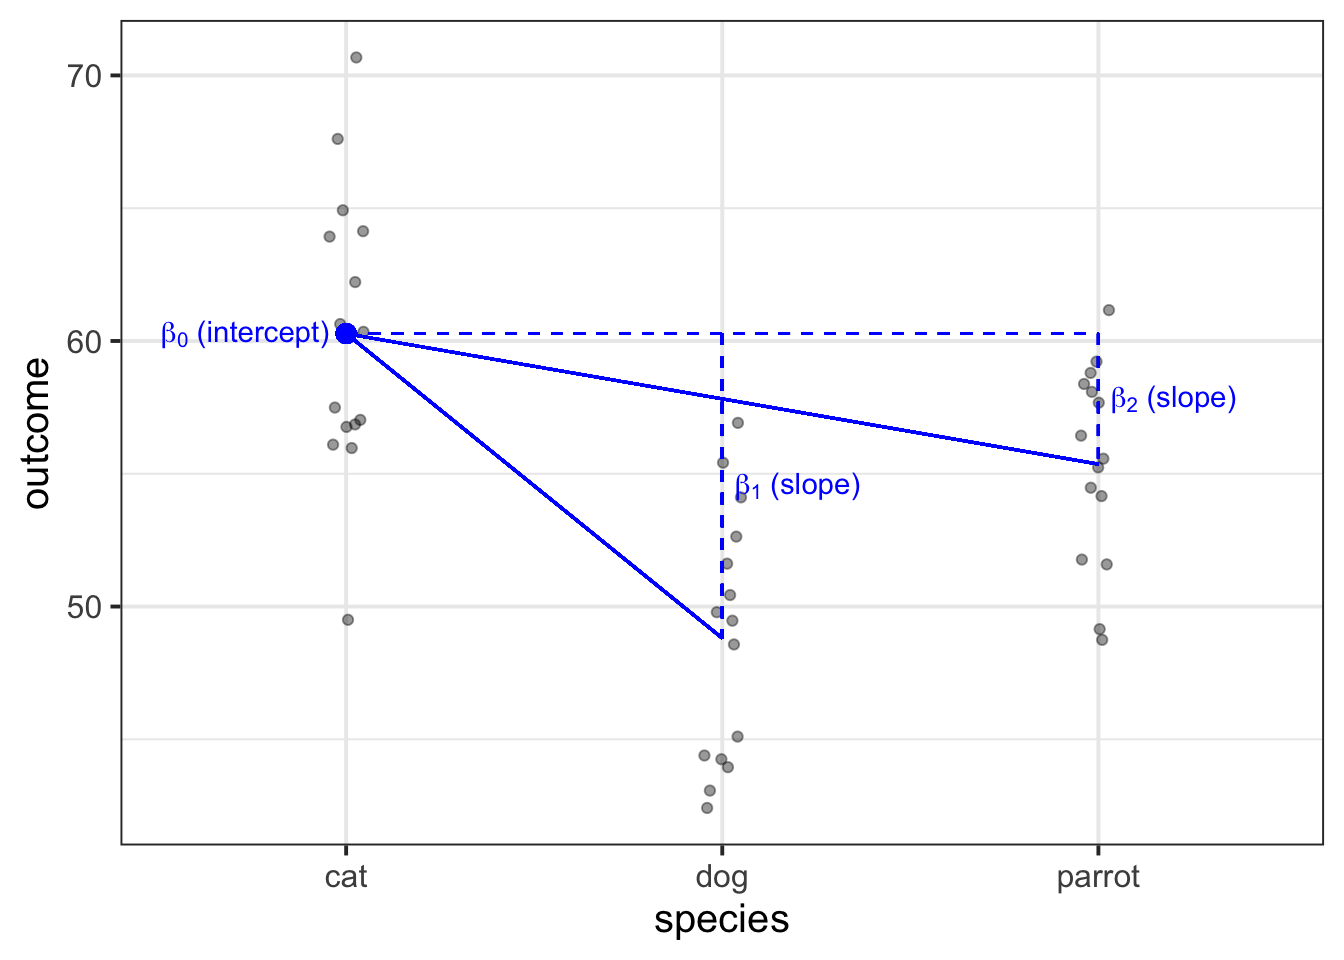 70
60
50
outcome
β₀ (intercept)
β₁ (slope)
β₂ (slope)
cat
dog
parrot
species